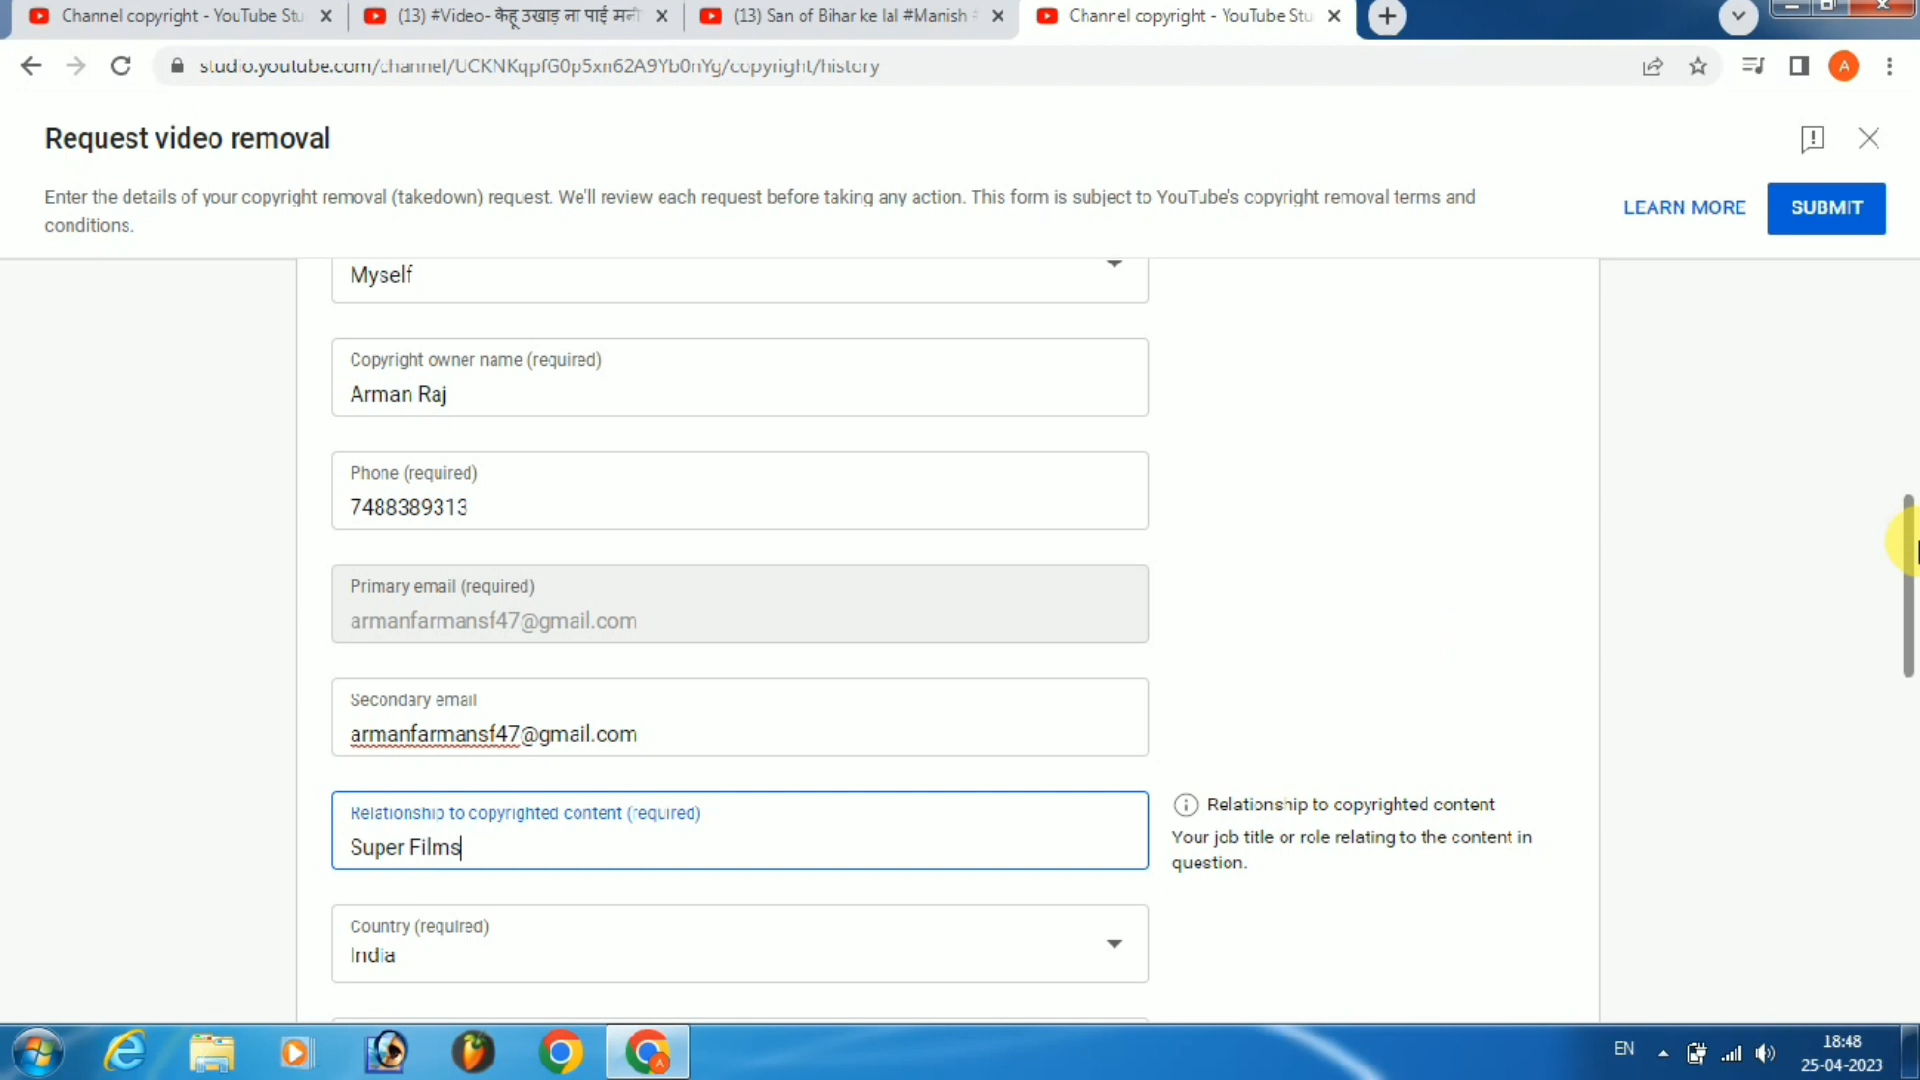 Channel copyright - YouTube Stu
(13) #Video- केहू उखाड़ ना पाई मनी
(13) San of Bihar ke lal #Manish
Channel copyright - YouTube Stu
studio.youtube.com/channel/UCKNKqpfG0p5xn62A9Yb0nYg/copyright/history
A
Request video removal
Enter the details of your copyright removal (takedown) request. We'll review each request before taking any action. This form is subject to YouTube's copyright removal terms and
conditions.
LEARN MORE
SUBMIT
Myself
Copyright owner name (required)
Arman Raj
Phone (required)
7488389313
Primary email (required)
armanfarmansf47@gmail.com
Secondary email
armanfarmansf47@gmail.com
Relationship to copyrighted content (required)
Super Films
Relationship to copyrighted content
Your job title or role relating to the content in
question.
Country (required)
India
EN
18:48
25-04-2023